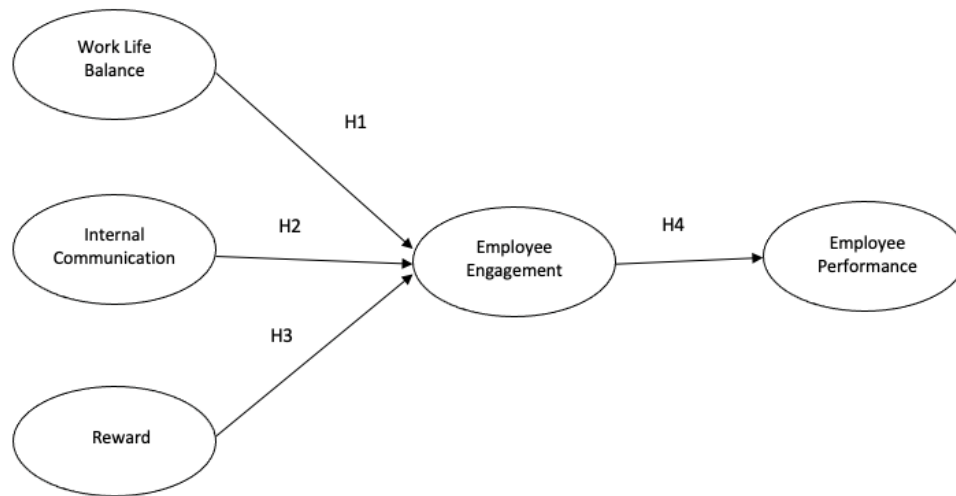 Work Life
Balance
H1
Internal
Communication
H2
Employee
Engagement
H4
Employee
Performance
H3
Reward